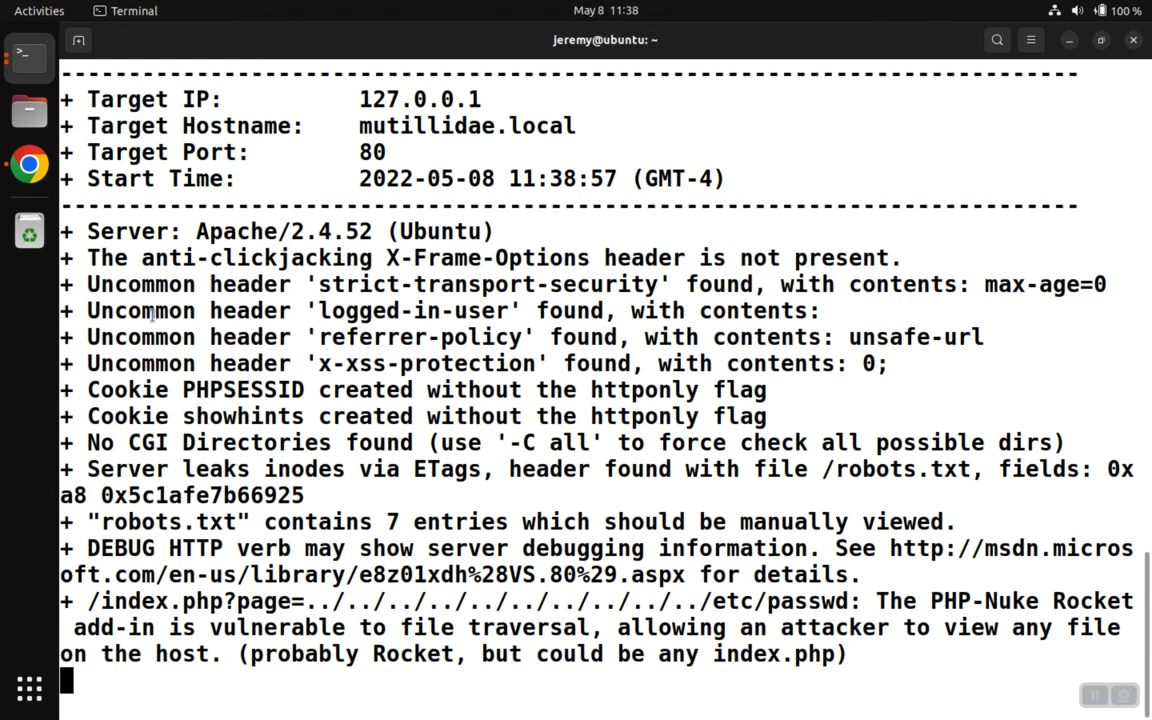 Activities Terminal May 8 11:38 100 %
jeremy@ubuntu: ~
--------------------------------------------------------------------------- 
+ Target IP:          127.0.0.1
+ Target Hostname:    mutillidae.local
+ Target Port:        80
+ Start Time:         2022-05-08 11:38:57 (GMT-4)
---------------------------------------------------------------------------
+ Server: Apache/2.4.52 (Ubuntu)
+ The anti-clickjacking X-Frame-Options header is not present.
+ Uncommon header 'strict-transport-security' found, with contents: max-age=0
+ Uncommon header 'logged-in-user' found, with contents:
+ Uncommon header 'referrer-policy' found, with contents: unsafe-url
+ Uncommon header 'x-xss-protection' found, with contents: 0;
+ Cookie PHPSESSID created without the httponly flag
+ Cookie showhints created without the httponly flag
+ No CGI Directories found (use '-C all' to force check all possible dirs)
+ Server leaks inodes via ETags, header found with file /robots.txt, fields: 0x
a8 0x5c1afe7b66925
+ "robots.txt" contains 7 entries which should be manually viewed.
+ DEBUG HTTP verb may show server debugging information. See http://msdn.micros
oft.com/en-us/library/e8z01xdh%28VS.80%29.aspx for details.
+ /index.php?page=../../../../../../../../../../etc/passwd: The PHP-Nuke Rocket
 add-in is vulnerable to file traversal, allowing an attacker to view any file
on the host. (probably Rocket, but could be any index.php)